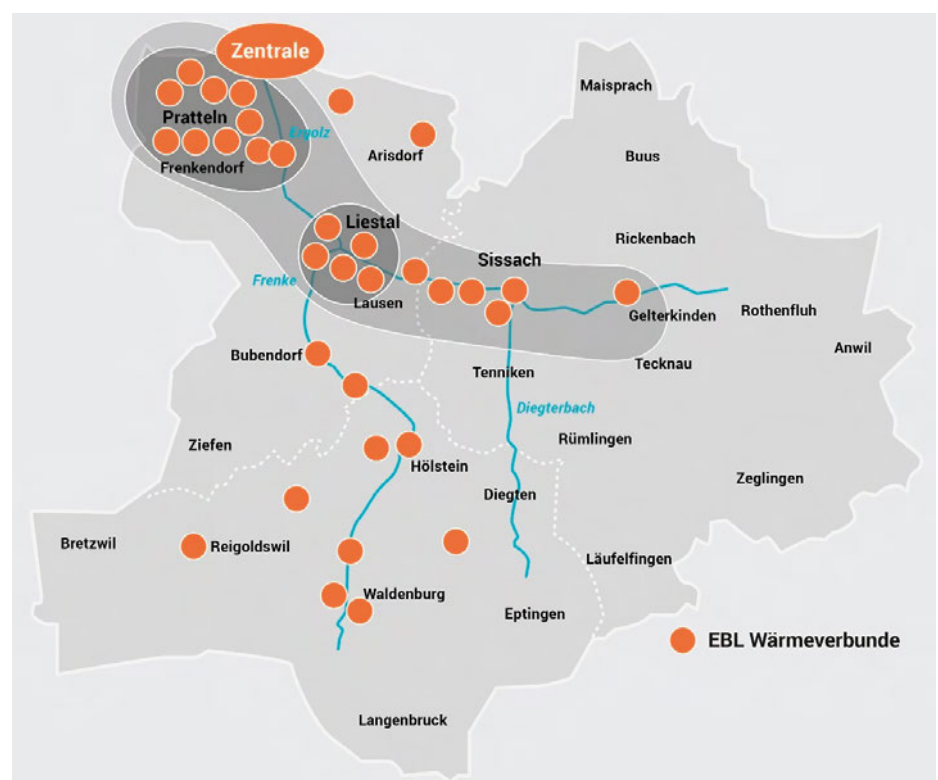 Zentrale
Maisprach
Pratteln
Ergolz
Arisdorf
Buus
Frenkendorf
Liestal
Rickenbach
Sissach
Frenke
Lausen
Gelterkinden
Rothenfluh
Anwil
Bubendorf
Tenniken
Tecknau
Diegterbach
Rümlingen
Ziefen
Hölstein
Zeglingen
Diegten
Bretzwil
Reigoldswil
Läufelfingen
Waldenburg
Eptingen
EBL Wärmeverbunde
Langenbruck